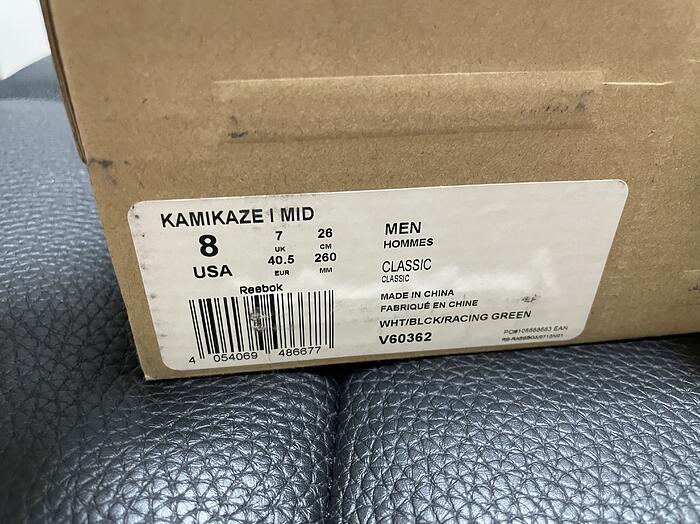 KAMIKAZE I MID
8
USA
7
UK
40.5
EUR
26
CM
260
MM
Reebok
4 054069 486677
MEN
HOMMES
CLASSIC
CLASSIC
MADE IN CHINA
FABRIQUÉ EN CHINE
WHT/BLCK/RACING GREEN
V60362
EAN